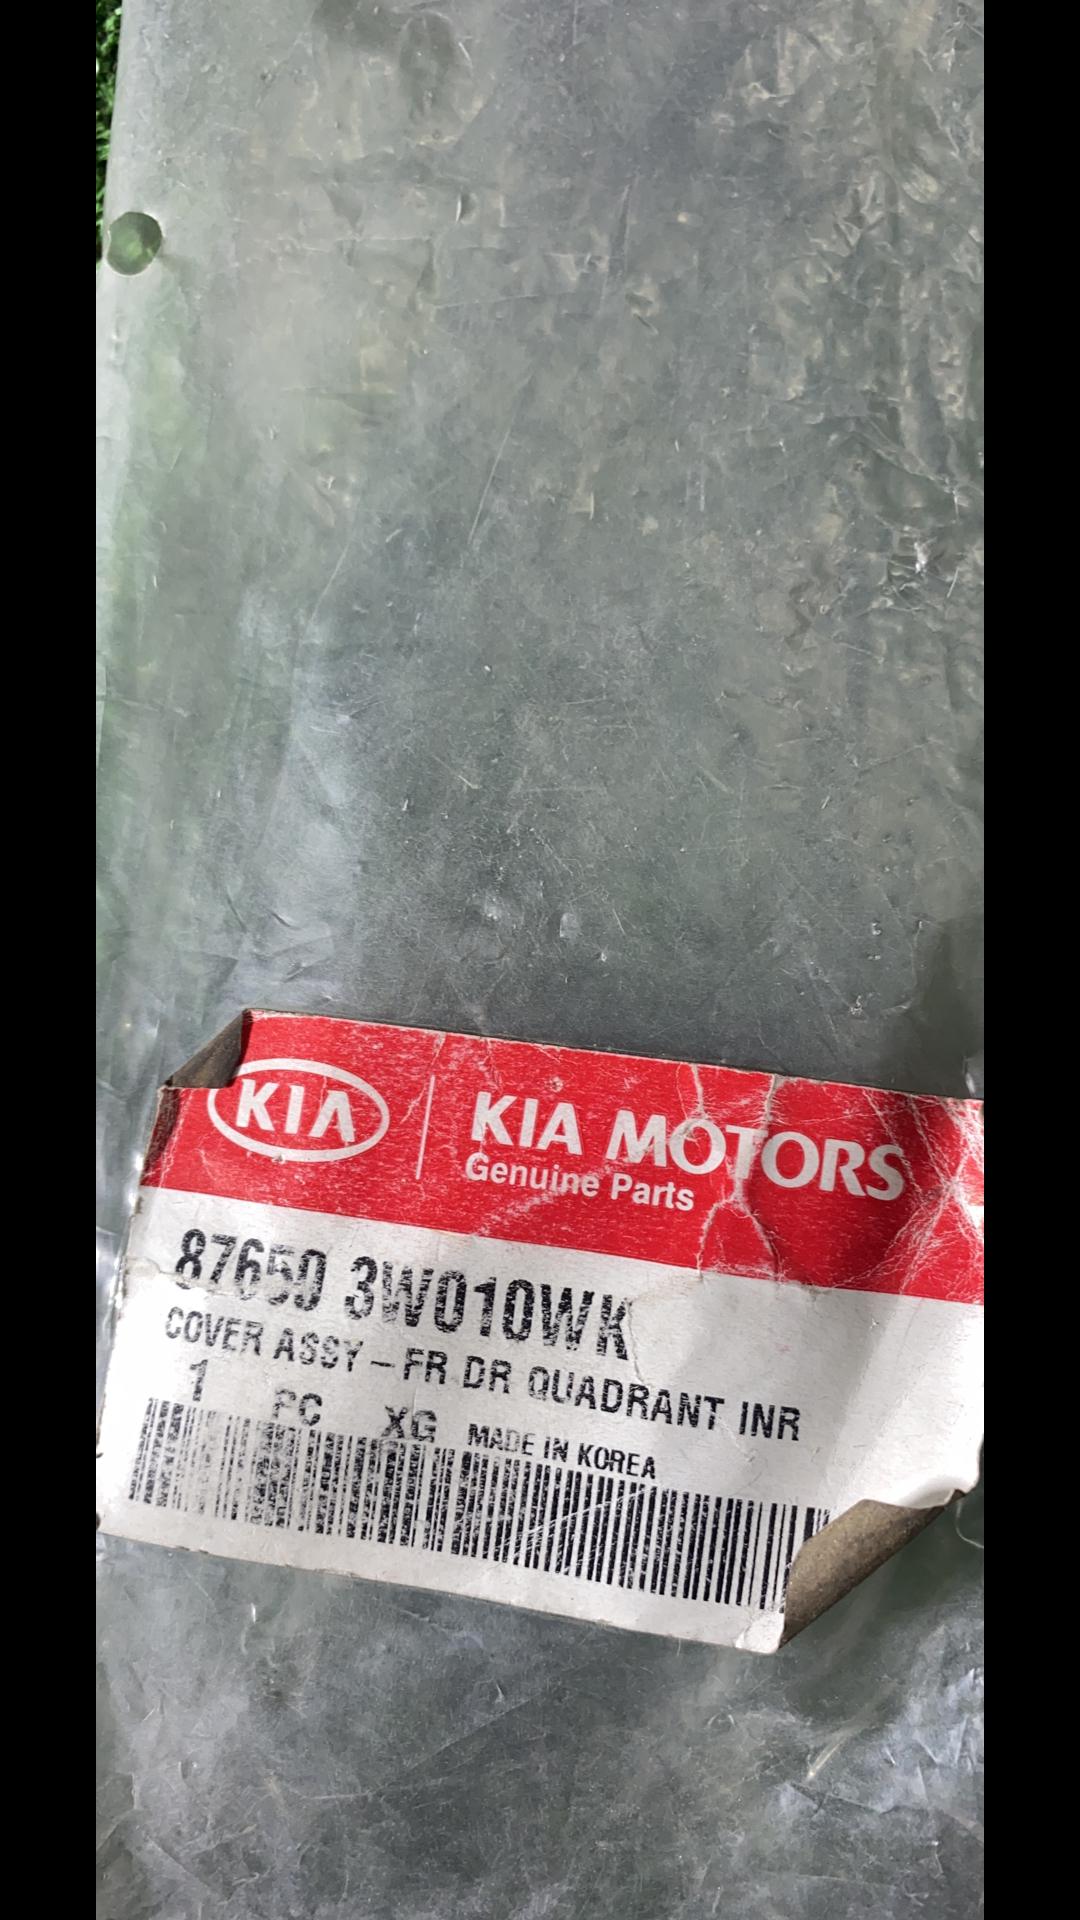 KIA
KIA MOTORS
Genuine Parts
87650 3W010WK
COVER ASSY – FR DR QUADRANT INR
1 PC XG MADE IN KOREA